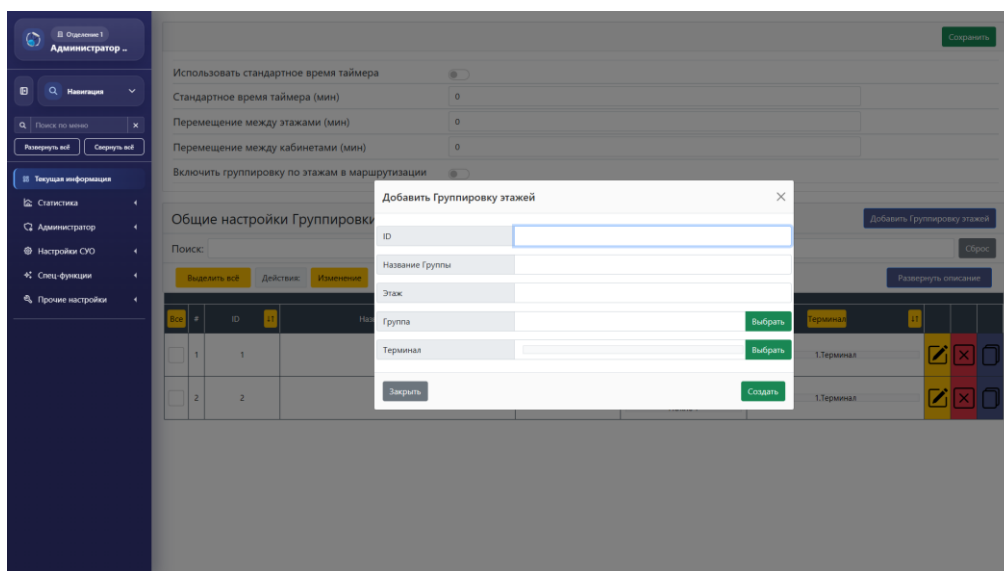 Отделение 1
Администратор ..
Сохранить
Использовать стандартное время таймера
Навигация
Стандартное время таймера (мин)
0
Поиск по меню
Перемещение между этажами (мин)
0
Развернуть всё
Свернуть всё
Перемещение между кабинетами (мин)
0
Включить группировку по этажам в маршрутизации
Текущая информация
Статистика
Администратор
Настройки СУО
Спец-функции
Прочие настройки
Общие настройки Группировки
Добавить Группировку этажей
Поиск:
Сброс
Выделить всё
Действия:
Изменение
Развернуть описание
Все
#
ID
Наз
Терминал
1
1
1.Терминал
2
2
1.Терминал
Добавить Группировку этажей
ID
Название Группы
Этаж
Группа
Выбрать
Терминал
Выбрать
Закрыть
Создать